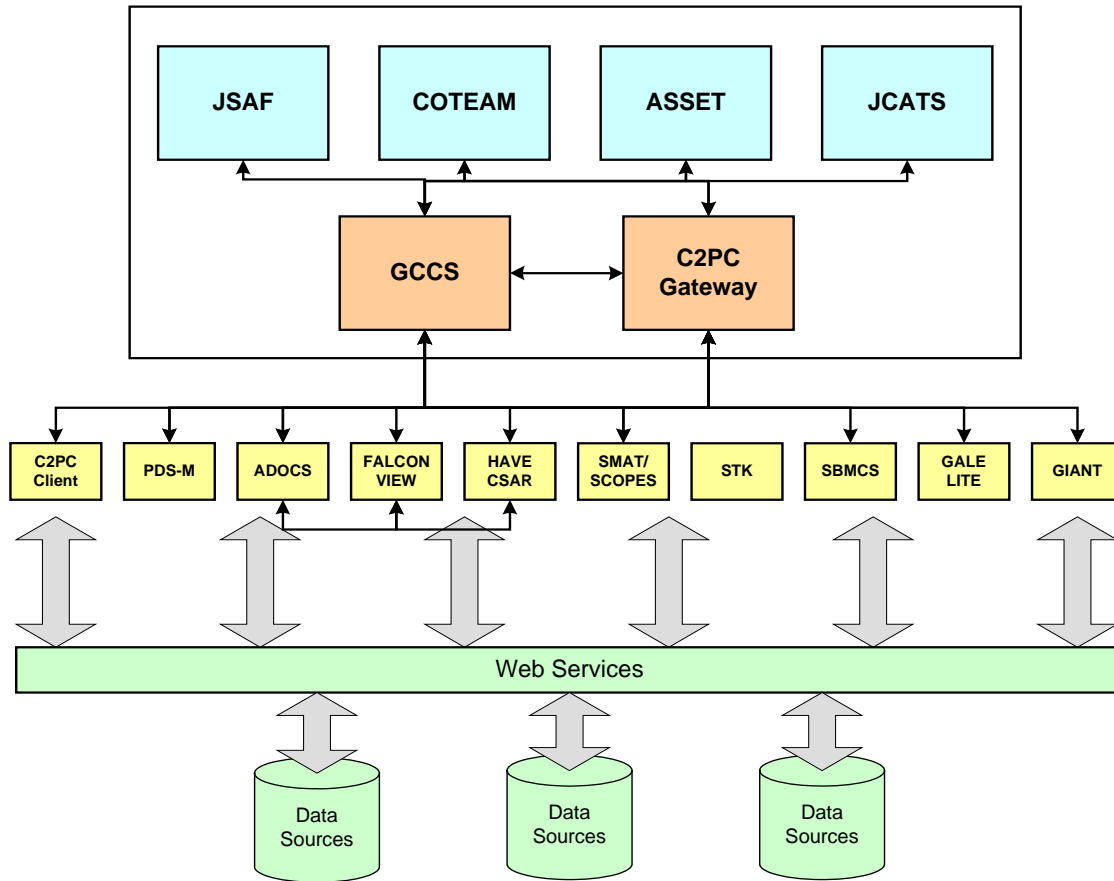 JSAF
COTEAM
ASSET
JCATS
GCCS
C2PC
Gateway
C2PC
Client
PDS-M
ADOCS
FALCON
VIEW
HAVE
CSAR
SMAT/
SCOPES
STK
SBMCS
GALE
LITE
GIANT
Web Services
Data
Sources
Data
Sources
Data
Sources